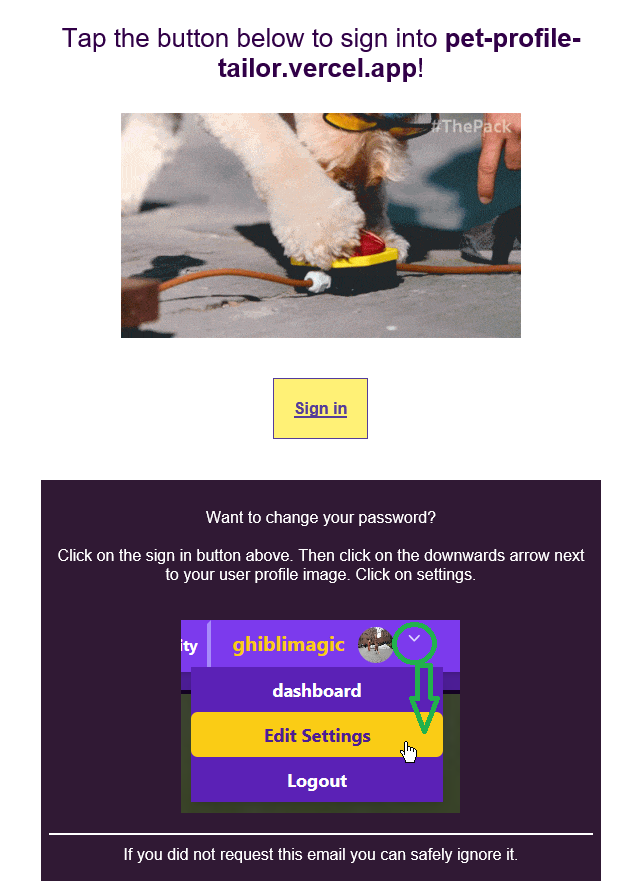 Tap the button below to sign into pet-profile-
tailor.vercel.app!
#ThePack
Sign in
Want to change your password?
Click on the sign in button above. Then click on the downwards arrow next
to your user profile image. Click on settings.
ity ghiblimagic
dashboard
Edit Settings
Logout
If you did not request this email you can safely ignore it.